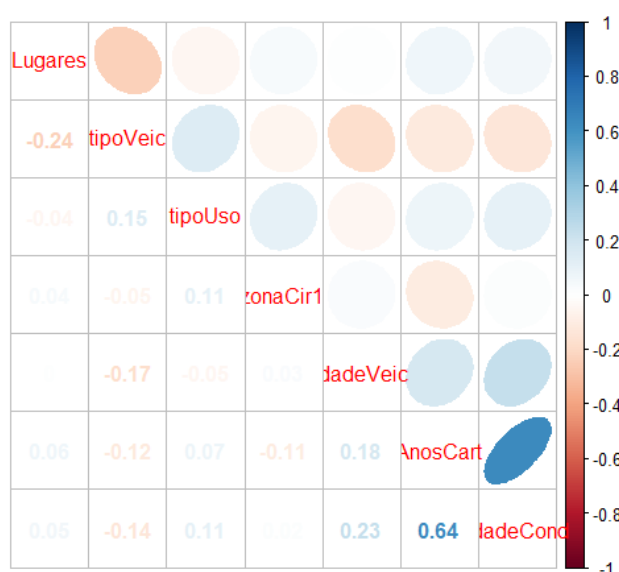 Lugares
-0.24 tipoVeic
-0.04 0.15 tipoUso
0.04 -0.05 0.11 zonaCir1
-0.17 -0.05 0.03 dadeVeic
0.06 -0.12 0.07 -0.11 0.18 AnosCart
0.05 -0.14 0.11 0.02 0.23 0.64 dadeCond
1
0.8
0.6
0.4
0.2
0
-0.2
-0.4
-0.6
-0.8
-1